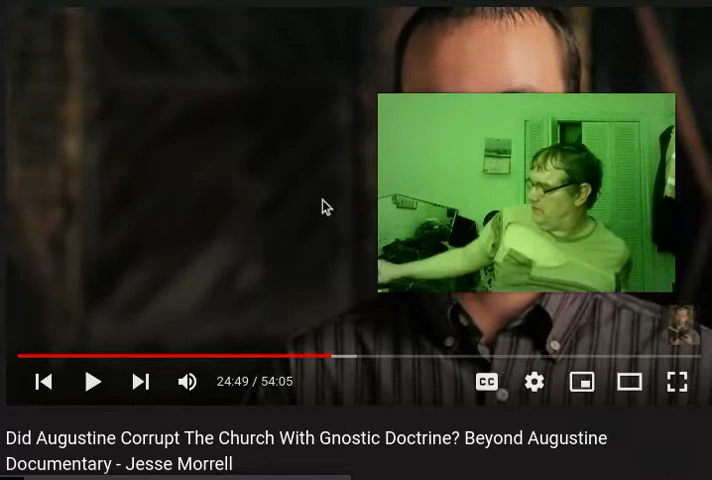 24:49 / 54:05
CC
Did Augustine Corrupt The Church With Gnostic Doctrine? Beyond Augustine
Documentary - Jesse Morrell